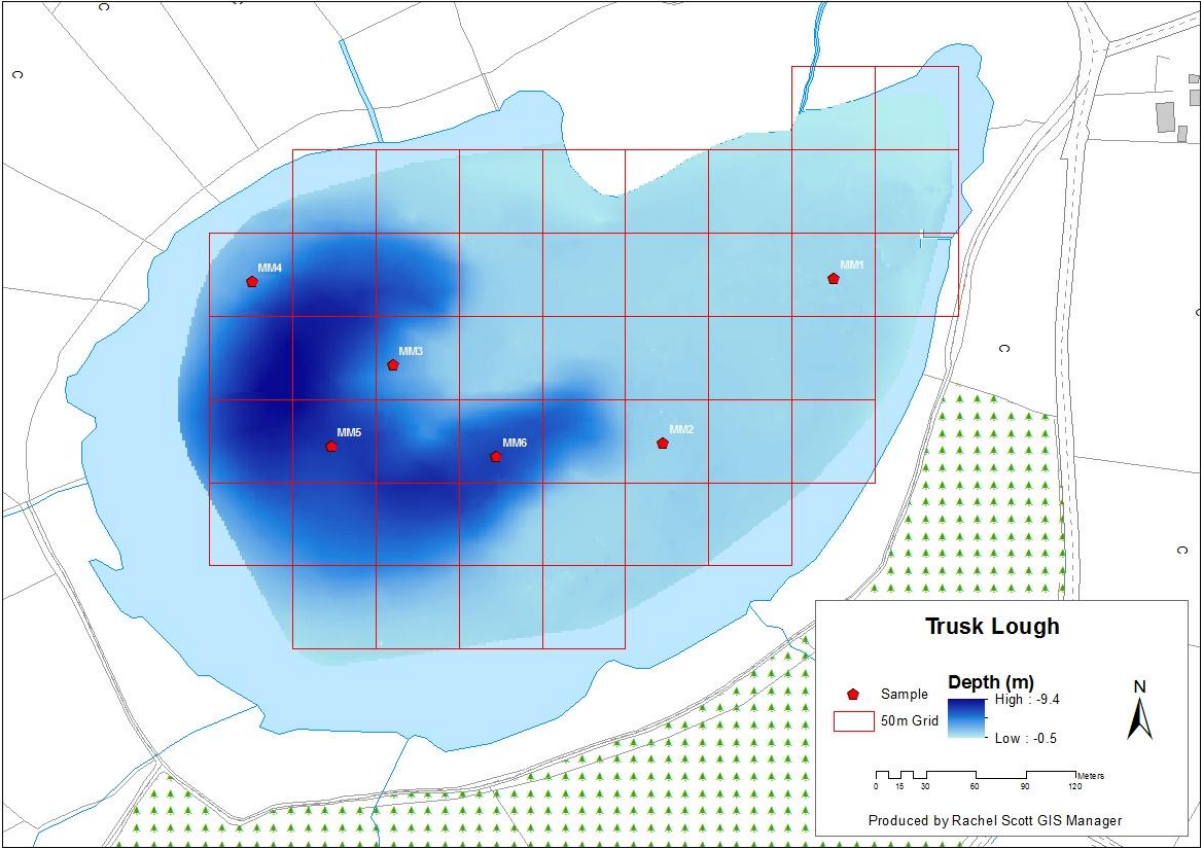 C
C
MM4
MM1
C
MM3
C
MM5
MM2
MM6
C
Trusk Lough
Depth (m)
Sample
High : -9.4
50m Grid
Low : -0.5
N
Meters
0 15 30 60 90 120
Produced by Rachel Scott GIS Manager